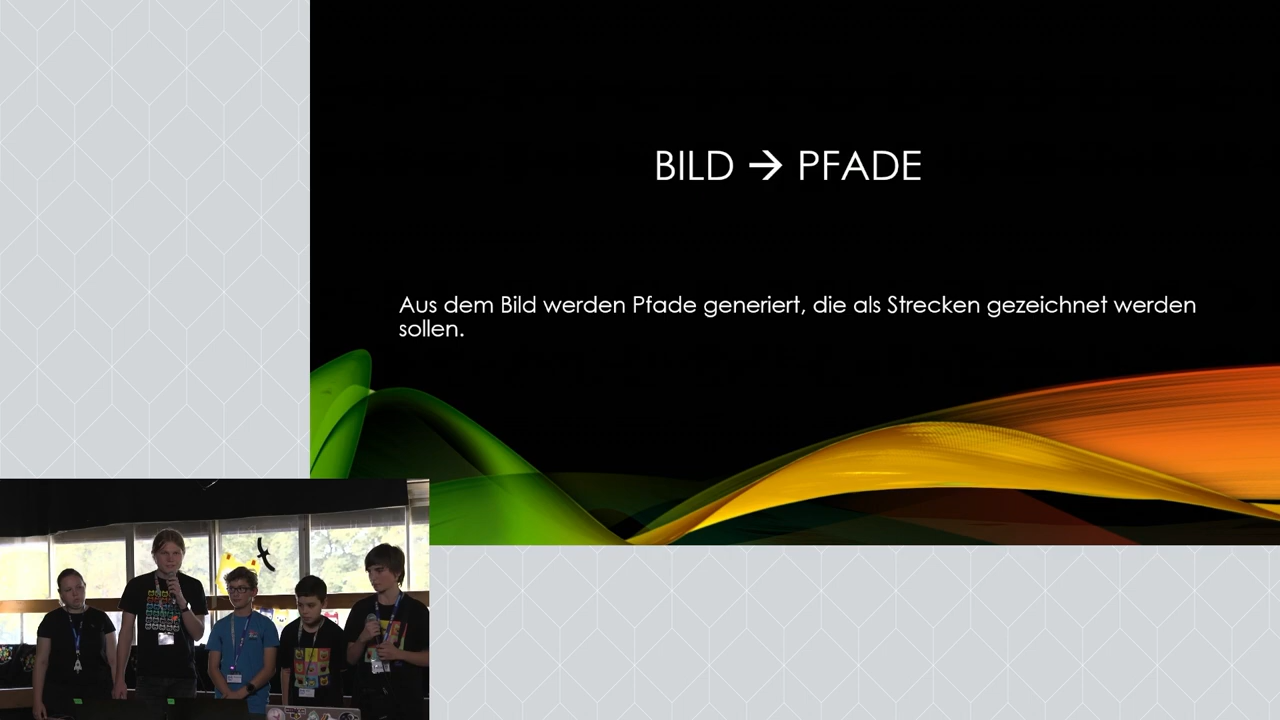 BILD → PFADE
Aus dem Bild werden Pfade generiert, die als Strecken gezeichnet werden
sollen.